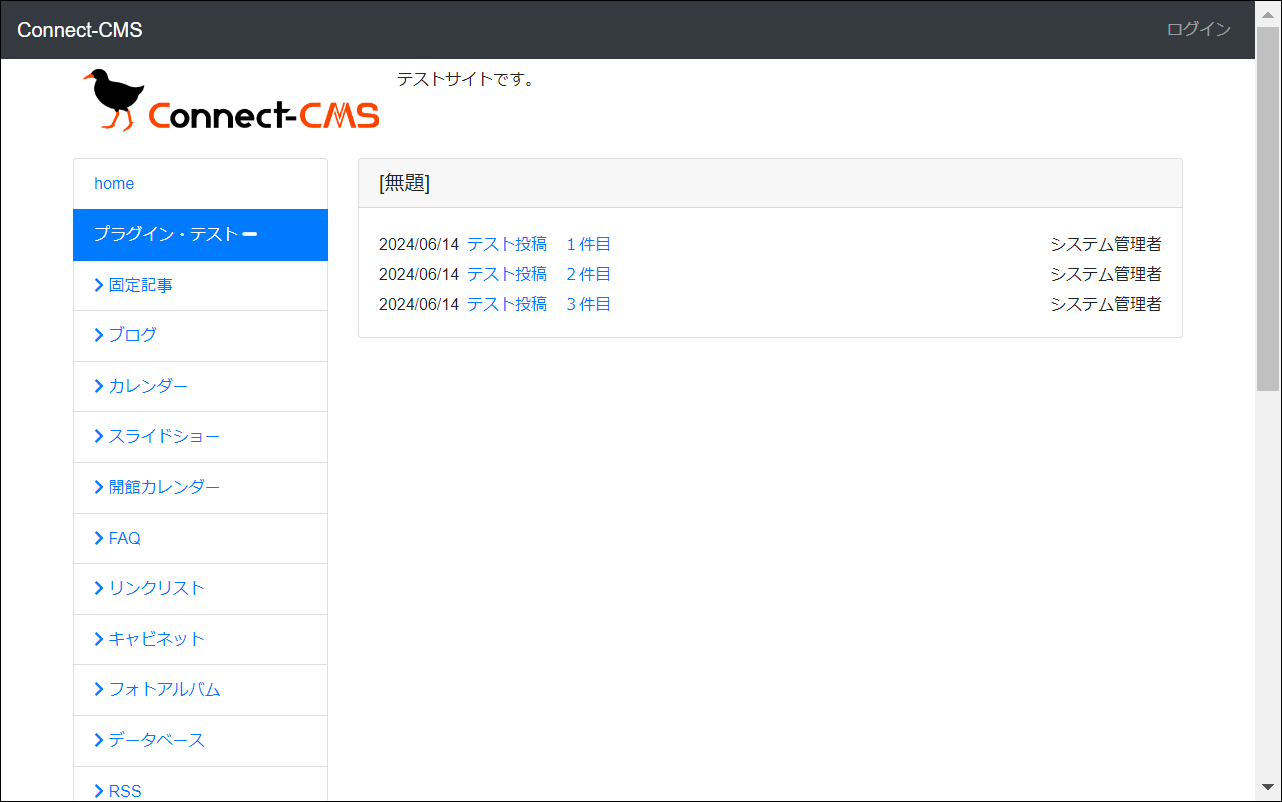 Connect-CMS
ログイン
Connect-CMS
テストサイトです。
home
プラグイン・テスト
固定記事
ブログ
カレンダー
スライドショー
開館カレンダー
FAQ
リンクリスト
キャビネット
フォトアルバム
データベース
RSS
[無題]
2024/06/14 テスト投稿　１件目 システム管理者
2024/06/14 テスト投稿　２件目 システム管理者
2024/06/14 テスト投稿　３件目 システム管理者